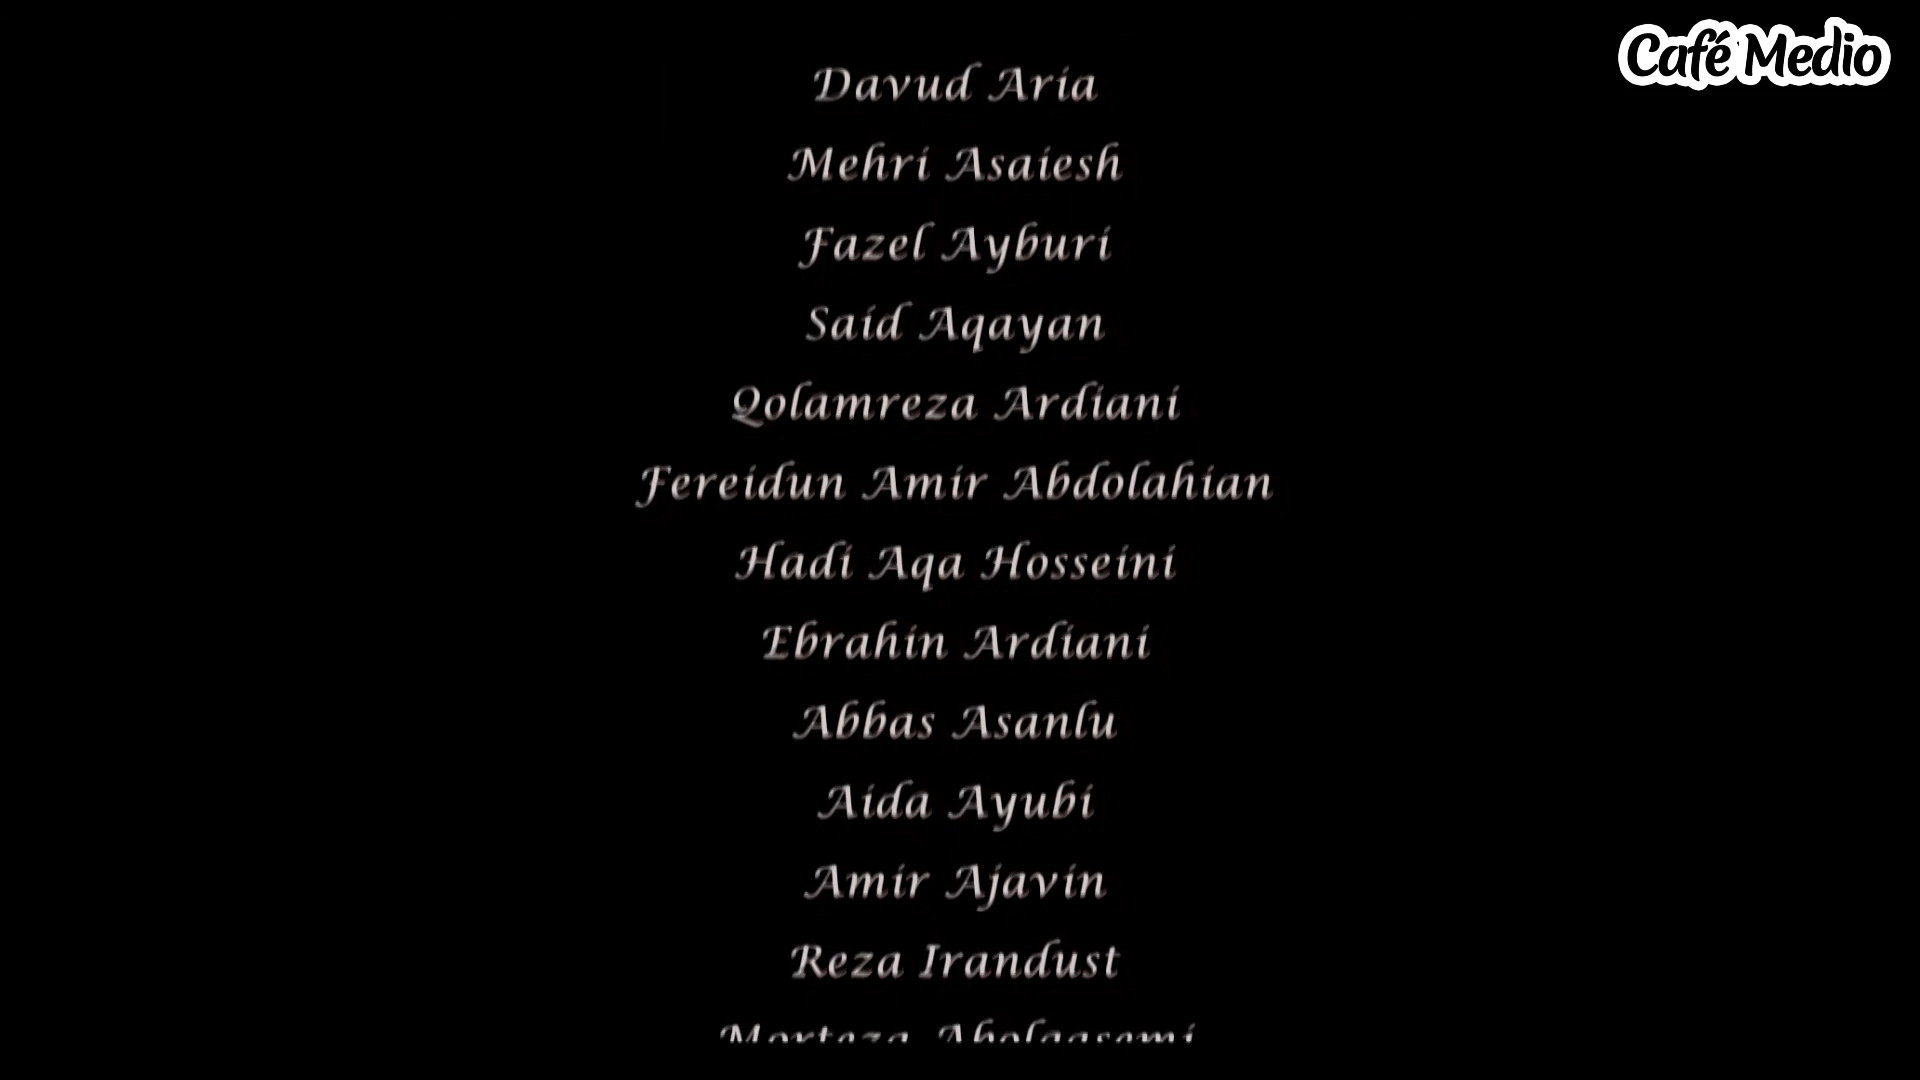 Café Medio
Davud Aria
Mehri Asaiesh
Fazel Ayburi
Said Aqayan
Qolamreza Ardiani
Fereidun Amir Abdolahian
Hadi Aqa Hosseini
Ebrahin Ardiani
Abbas Asanlu
Aida Ayubi
Amir Ajavin
Reza Irandust
Morteza